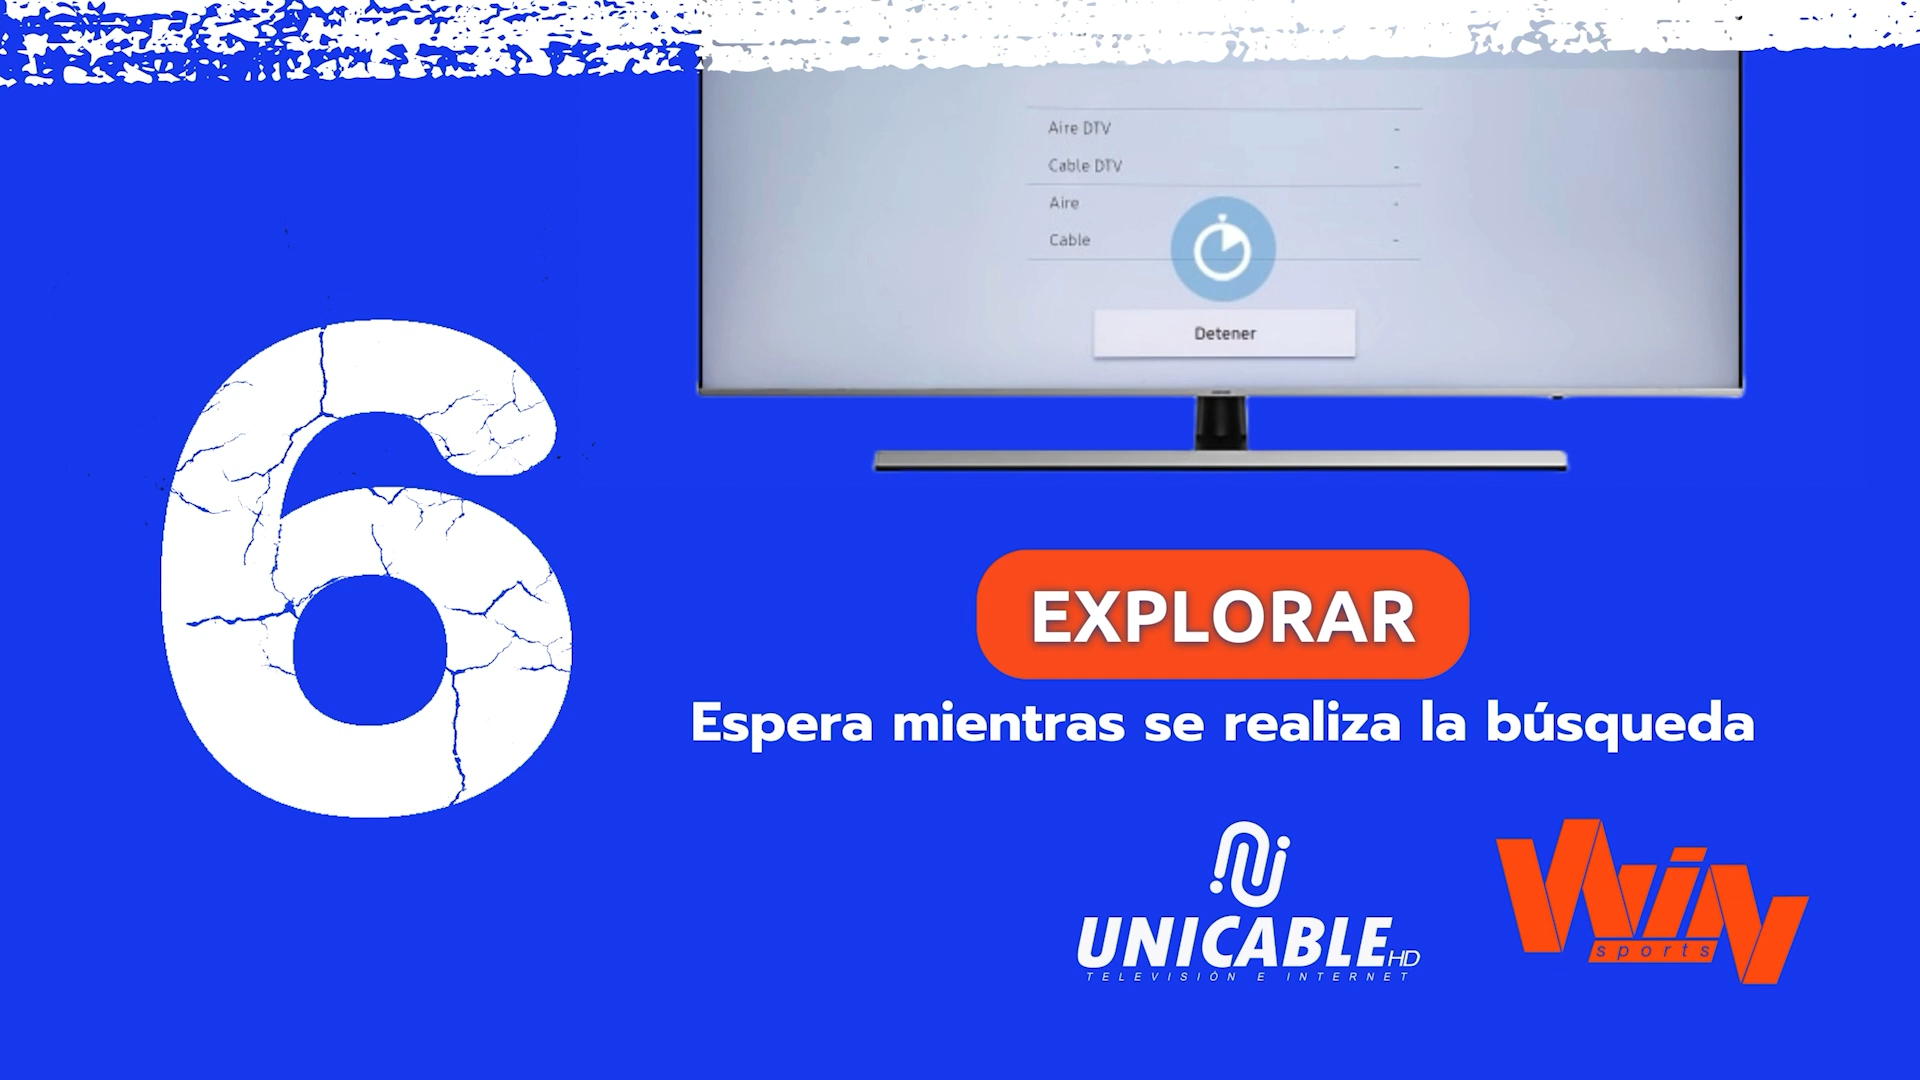 Aire DTV -
Cable DTV -
Aire -
Cable -
Detener
6
EXPLORAR
Espera mientras se realiza la búsqueda
UNICABLE HD
TELEVISIÓN E INTERNET
Win
sports